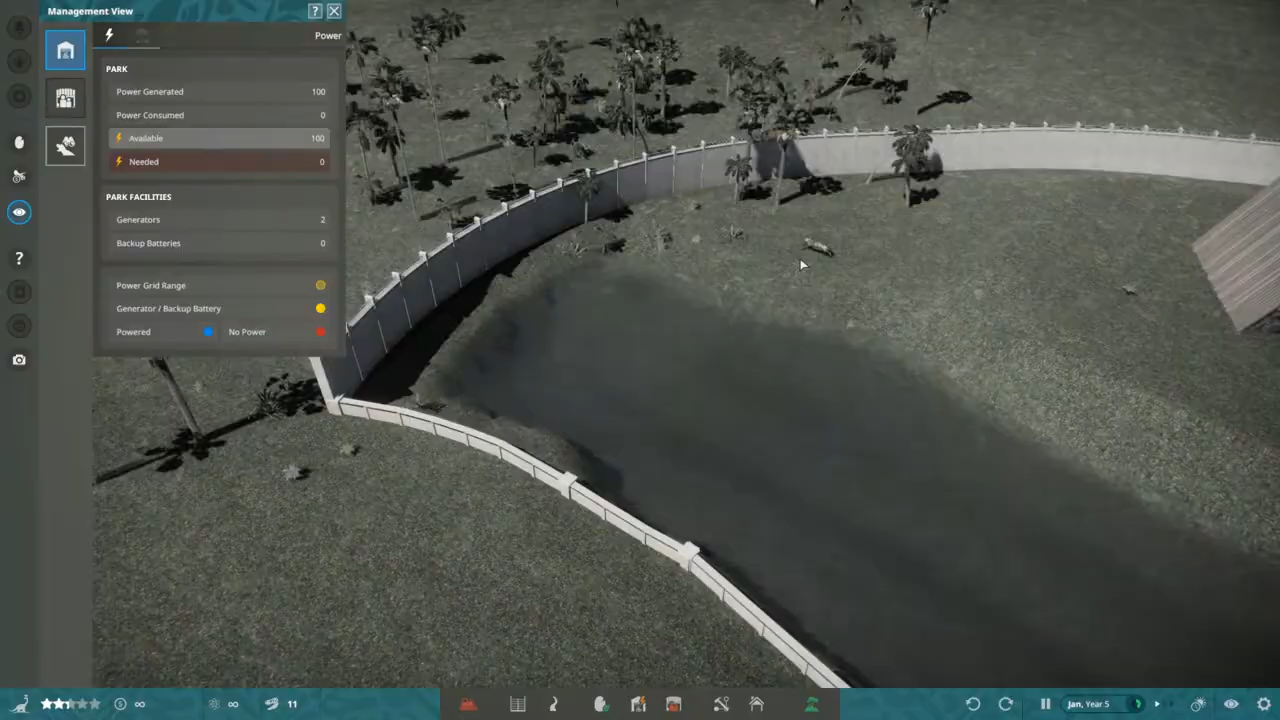 Management View
?
Power
PARK
Power Generated 100
Power Consumed 0
Available 100
Needed 0
PARK FACILITIES
Generators 2
Backup Batteries 0
Power Grid Range
Generator / Backup Battery
Powered No Power
?
∞ ∞ 11 Jan, Year 5